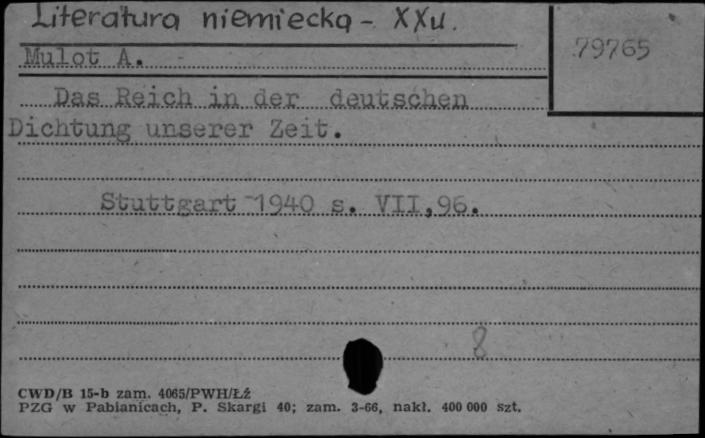 Literatura niemiecka - XXw.
79765
Mulot A.
Das Reich in der deutschen
Dichtung unserer Zeit.
Stuttgart 1940 s. VII,96.
8
CWD/B 15-b zam. 4065/PWH/Łź
PZG w Pabianicach, P. Skargi 40; zam. 3-66, nakł. 400 000 szt.